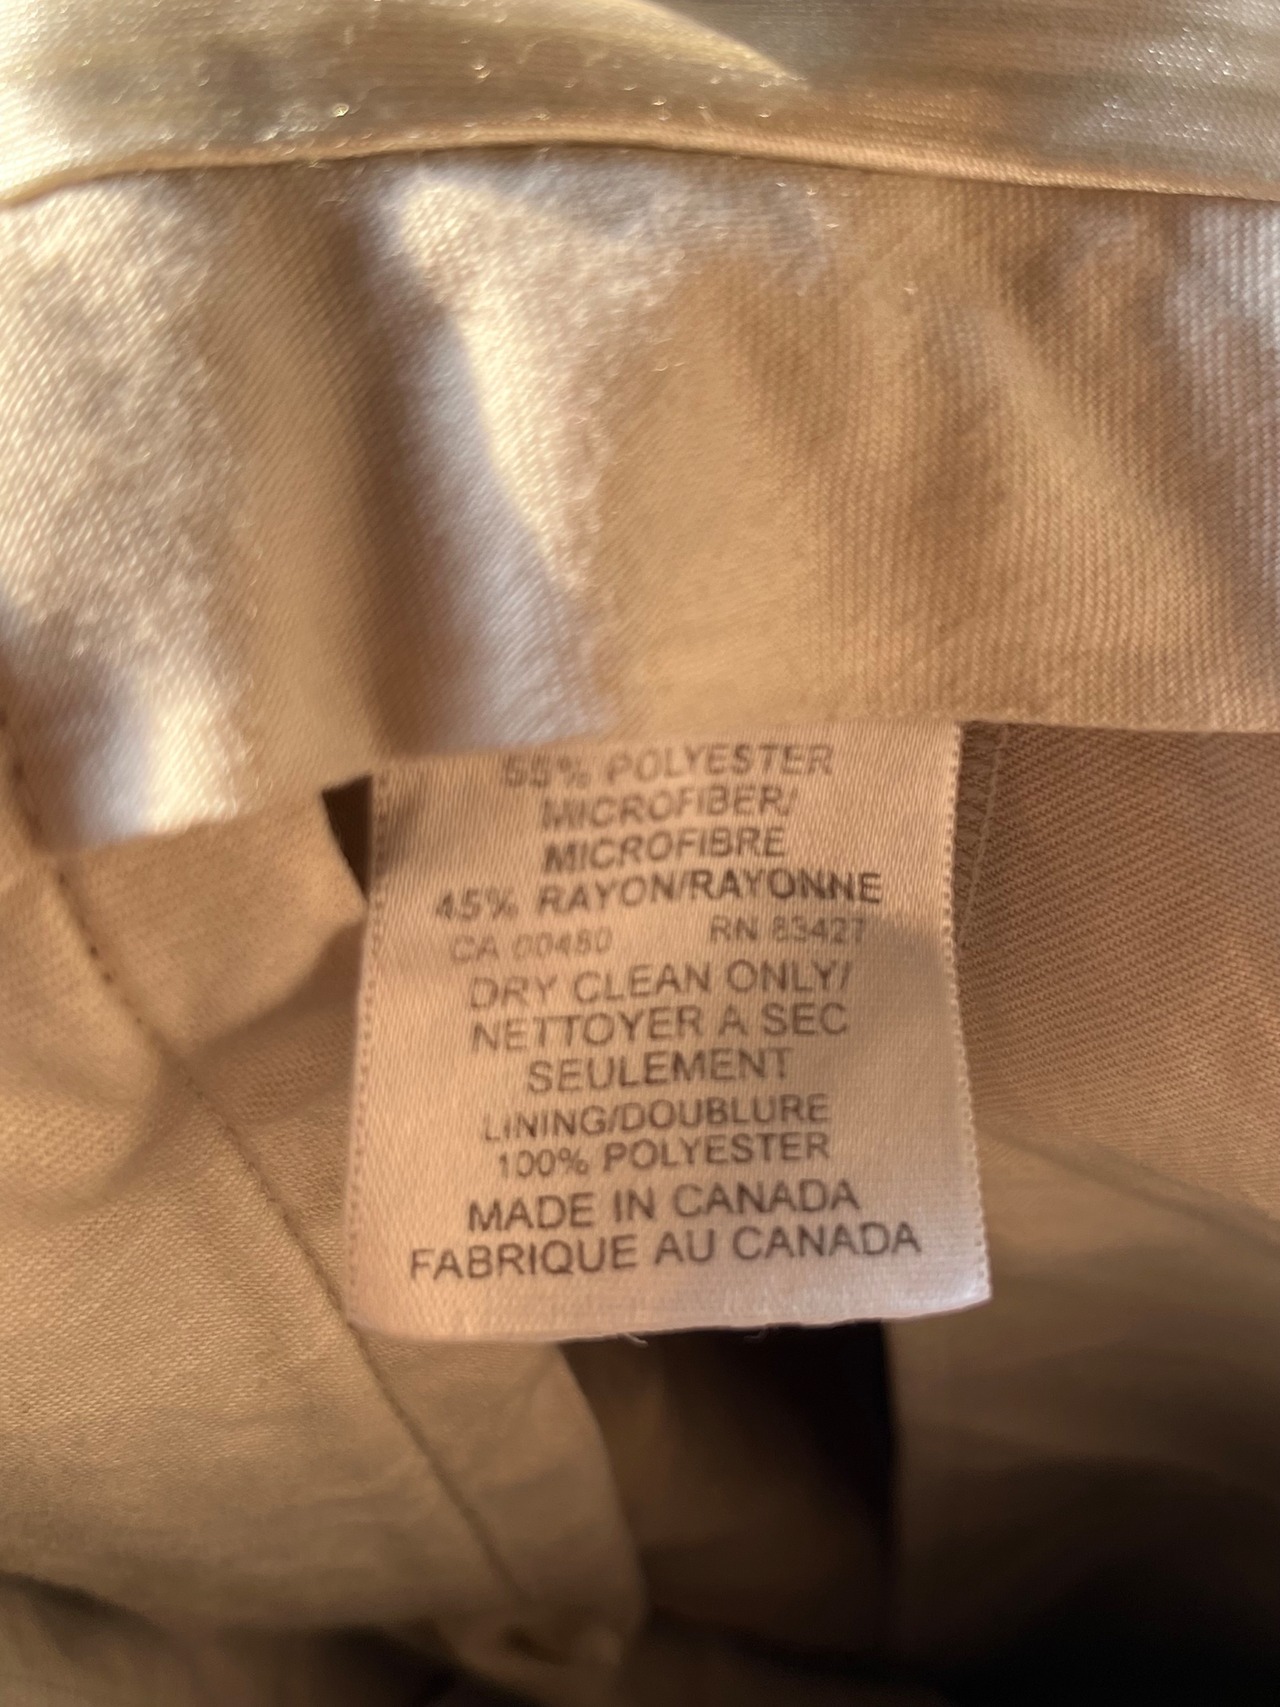 55% POLYESTER
MICROFIBER/
MICROFIBRE
45% RAYON/RAYONNE
CA 00480 RN 83427
DRY CLEAN ONLY/
NETTOYER A SEC
SEULEMENT
LINING/DOUBLURE
100% POLYESTER
MADE IN CANADA
FABRIQUE AU CANADA